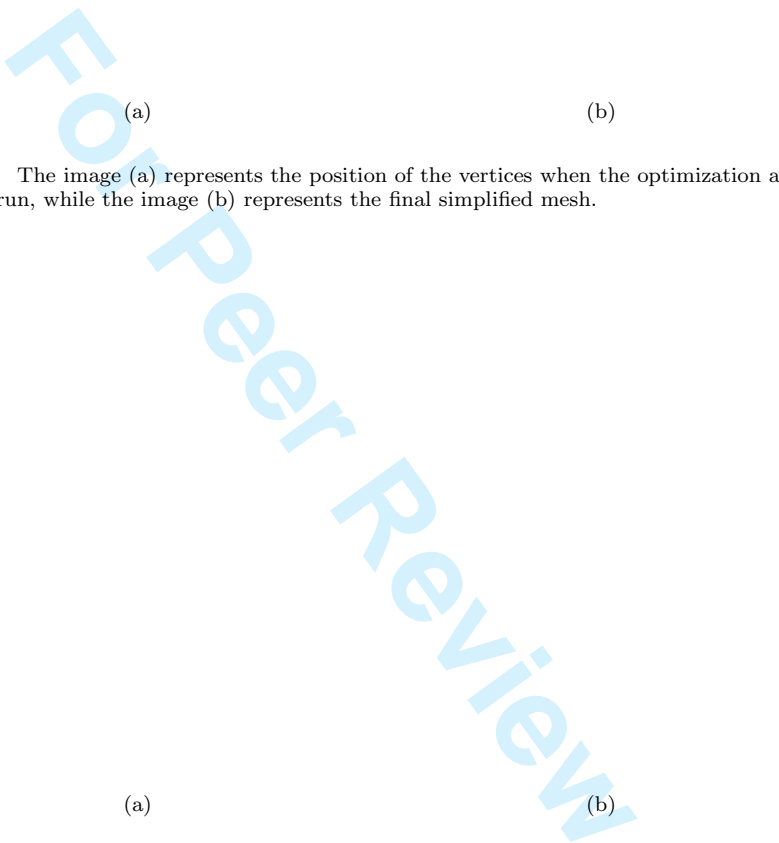 (a) (b)
The image (a) represents the position of the vertices when the optimization a
run, while the image (b) represents the final simplified mesh.
For Peer Review
(a) (b)